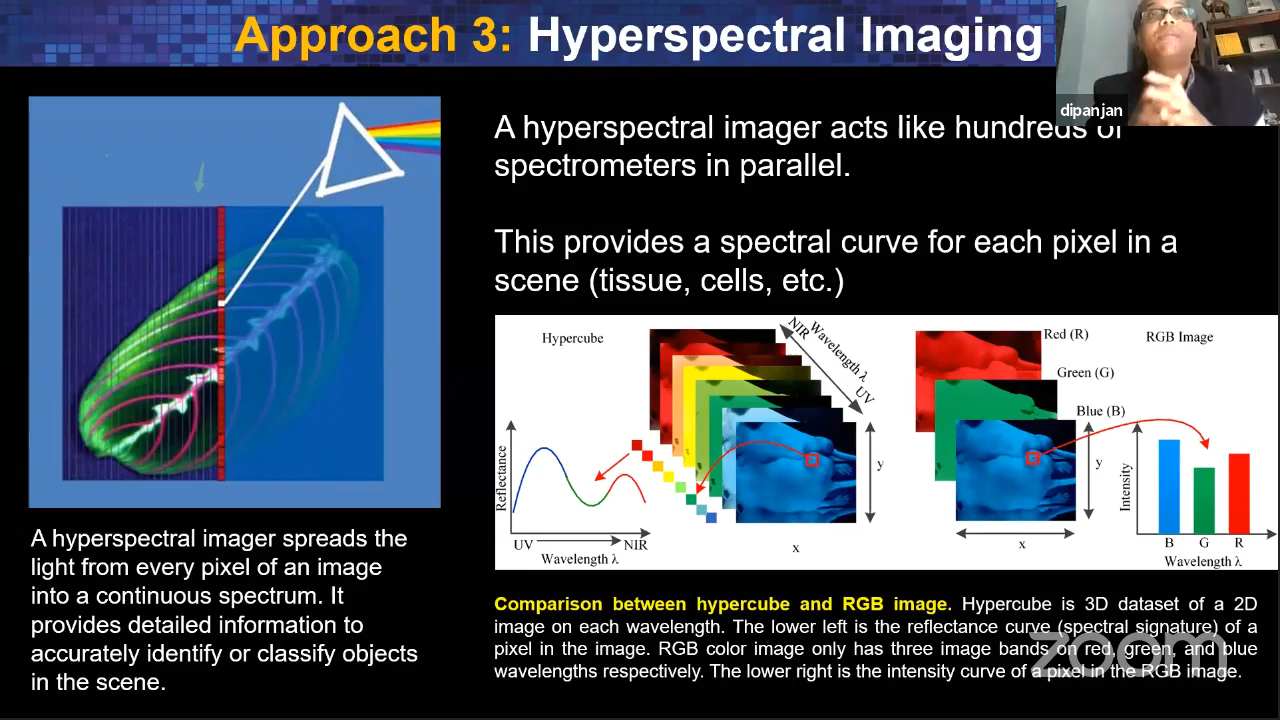 Approach 3: Hyperspectral Imaging
dipanjan
A hyperspectral imager acts like hundreds of
spectrometers in parallel.
This provides a spectral curve for each pixel in a
scene (tissue, cells, etc.)
A hyperspectral imager spreads the
light from every pixel of an image
into a continuous spectrum. It
provides detailed information to
accurately identify or classify objects
in the scene.
Hypercube
NIR
Wavelength λ
UV
Reflectance
UV
NIR
Wavelength λ
y
x
Red (R)
Green (G)
Blue (B)
RGB Image
y
x
Intensity
B G R
Wavelength λ
Comparison between hypercube and RGB image. Hypercube is 3D dataset of a 2D
image on each wavelength. The lower left is the reflectance curve (spectral signature) of a
pixel in the image. RGB color image only has three image bands on red, green, and blue
wavelengths respectively. The lower right is the intensity curve of a pixel in the RGB image.
zoom